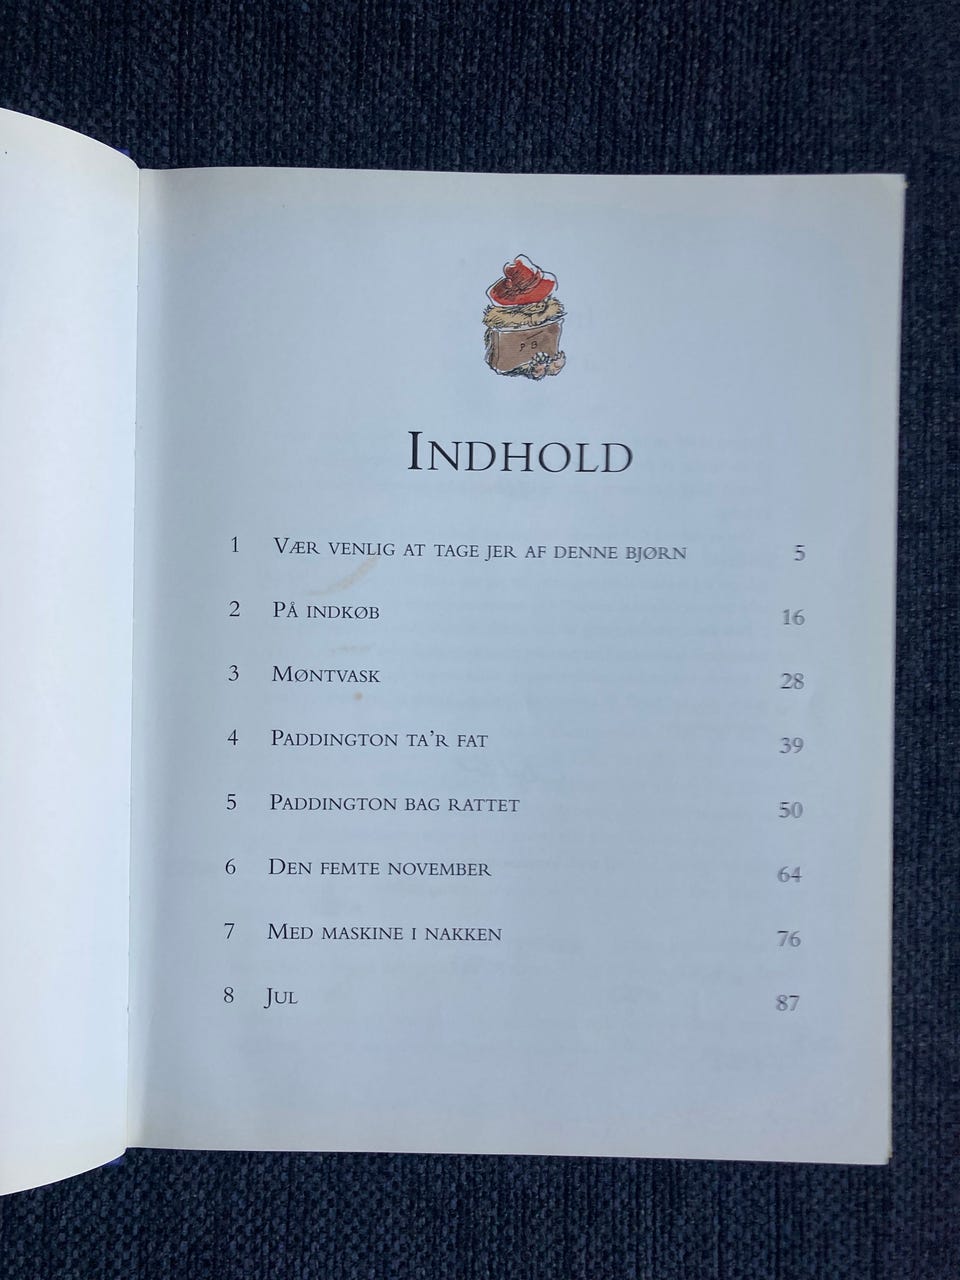 P B
INDHOLD
1 VÆR VENLIG AT TAGE JER AF DENNE BJØRN 5
2 PÅ INDKØB 16
3 MØNTVASK 28
4 PADDINGTON TA'R FAT 39
5 PADDINGTON BAG RATTET 50
6 DEN FEMTE NOVEMBER 64
7 MED MASKINE I NAKKEN 76
8 JUL 87